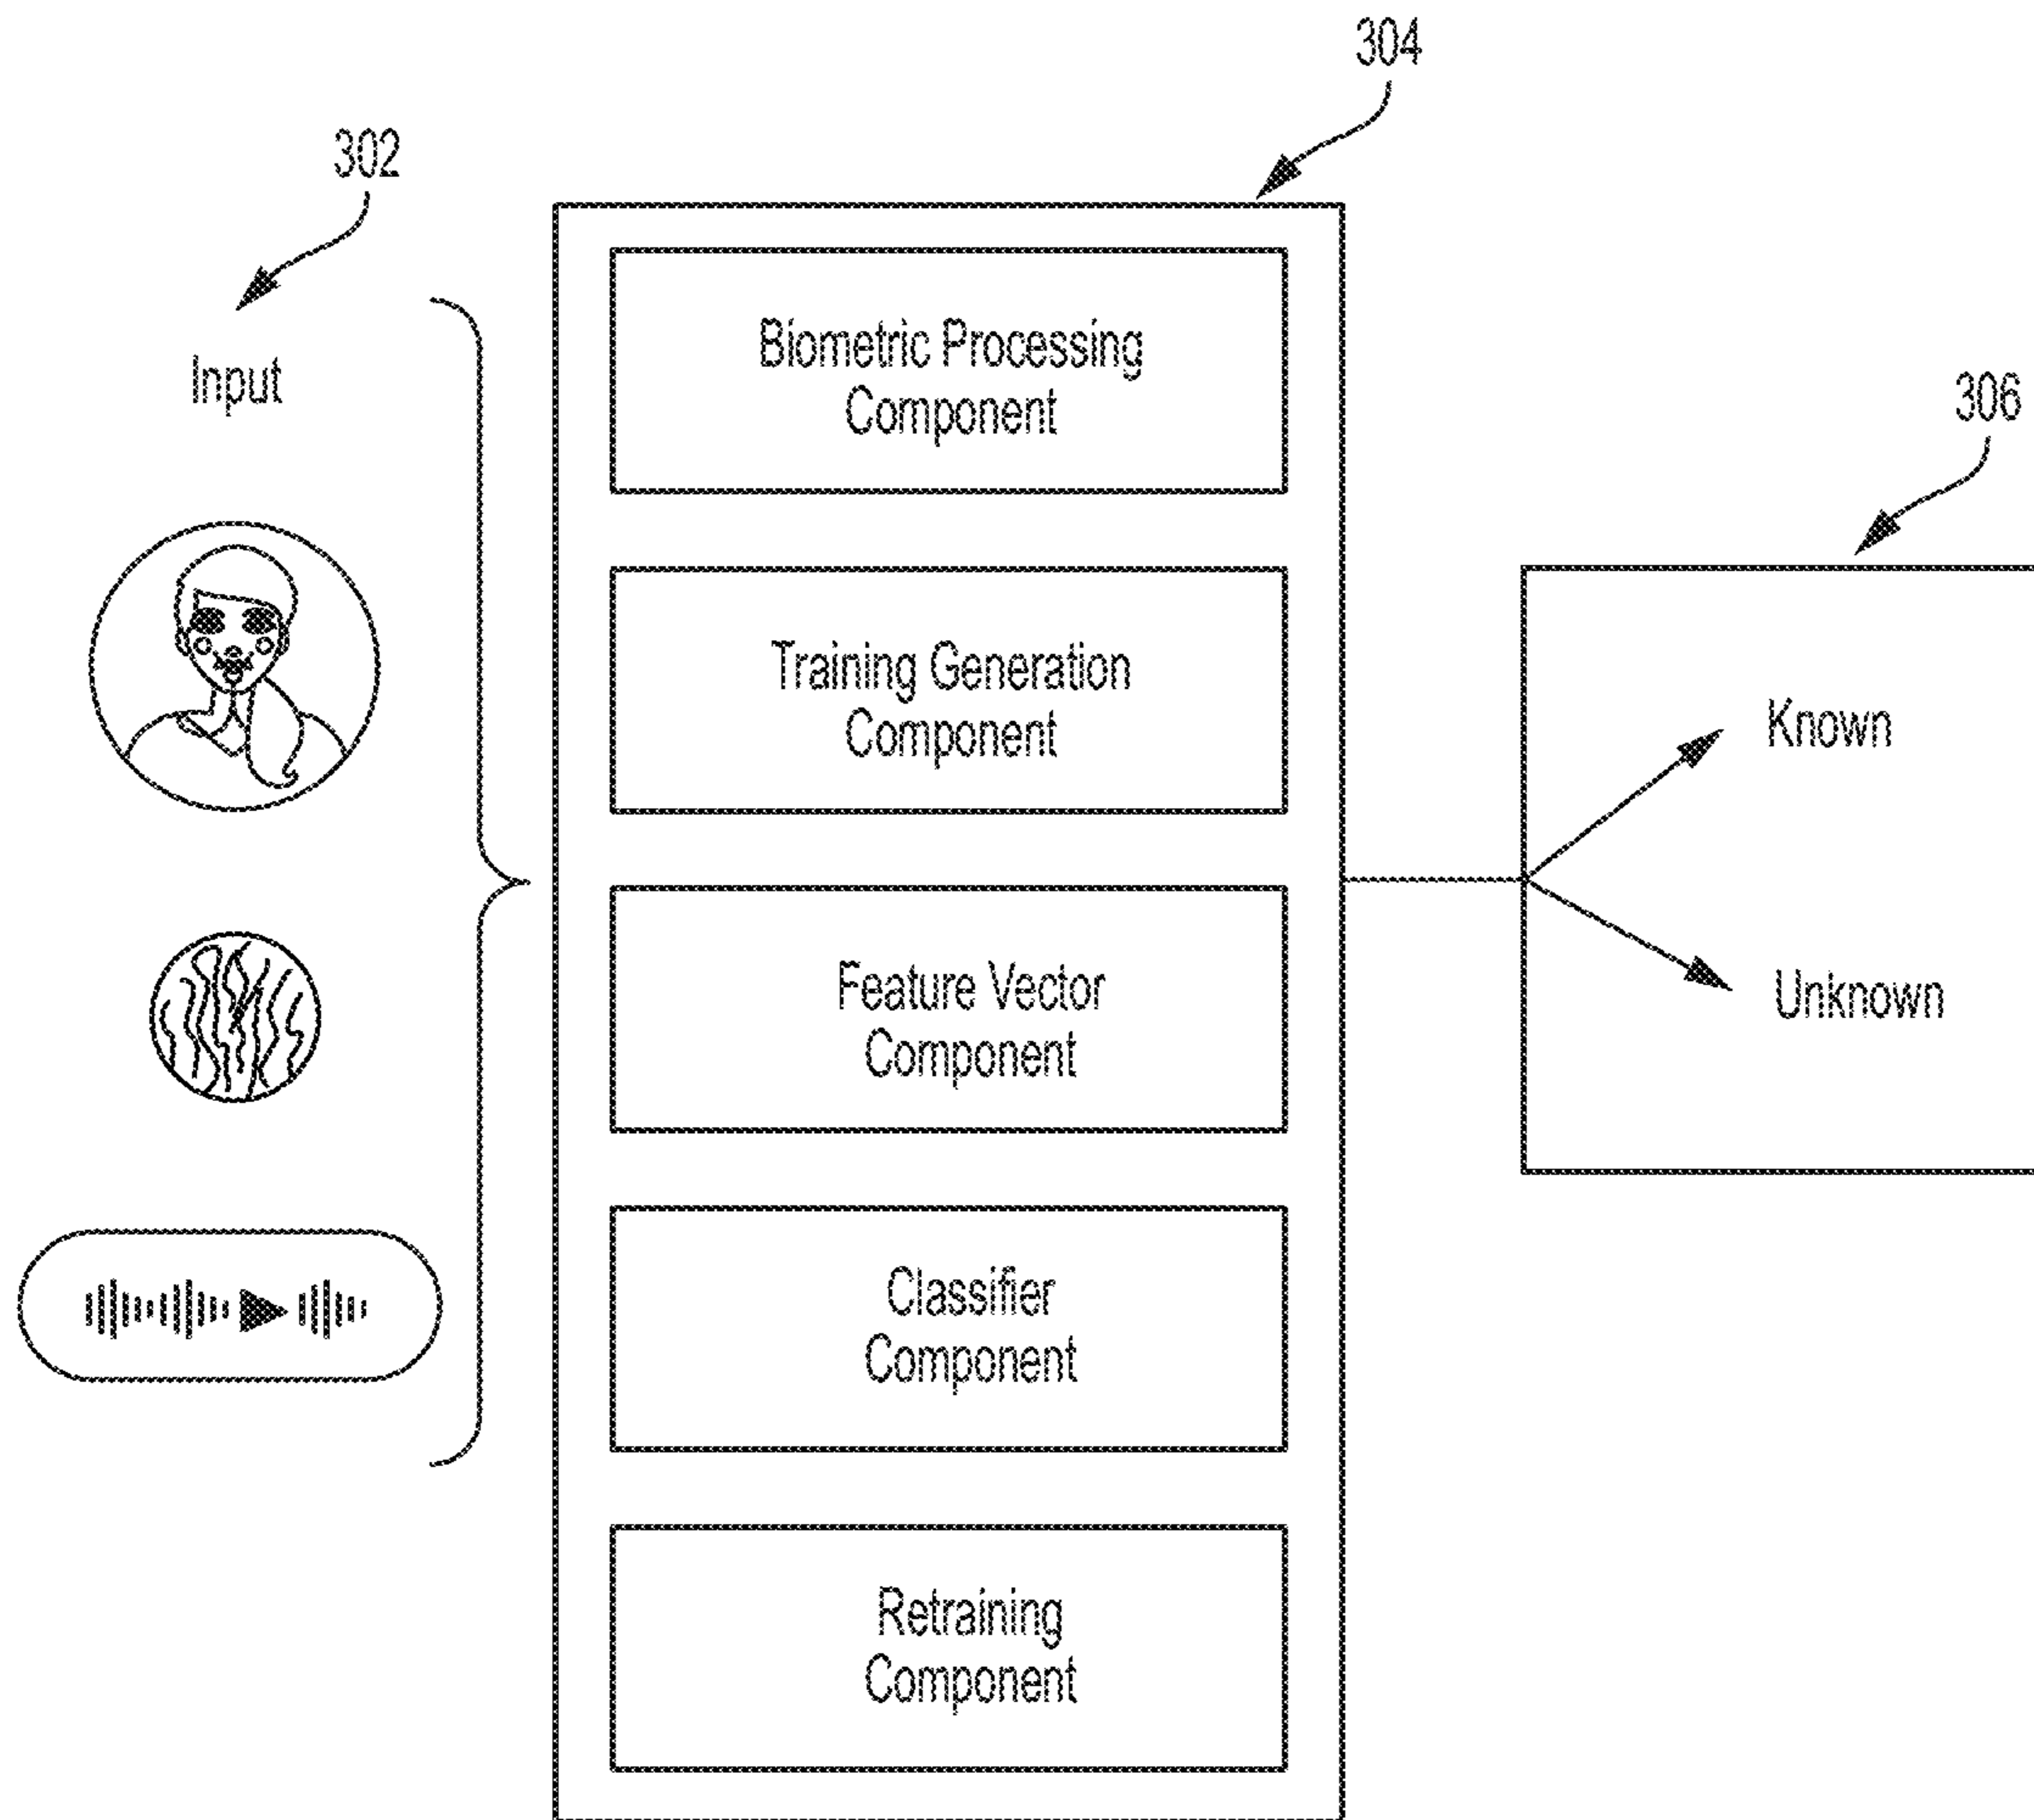 304
302
Input
Biometric Processing
Component
306
Training Generation
Component
Known
Feature Vector
Component
Unknown
Classifier
Component
Retraining
Component